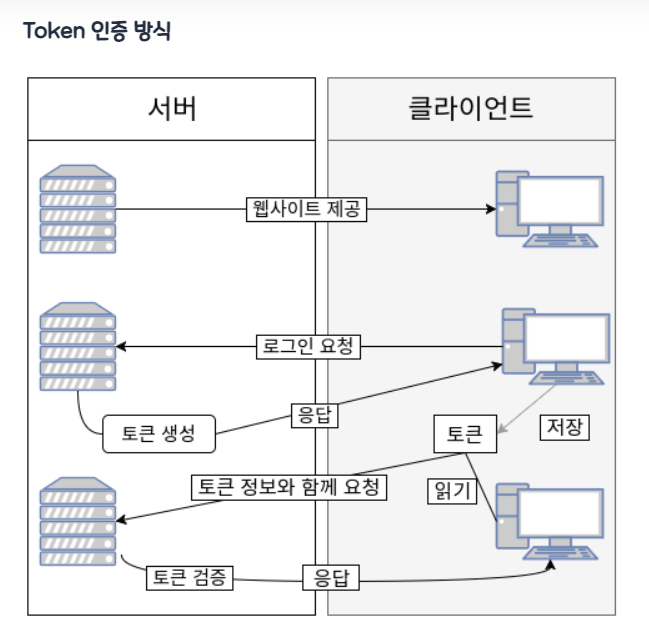 Token 인증 방식
서버
클라이언트
웹사이트 제공
로그인 요청
응답
토큰 생성
토큰
저장
토큰 정보와 함께 요청
읽기
토큰 검증
응답